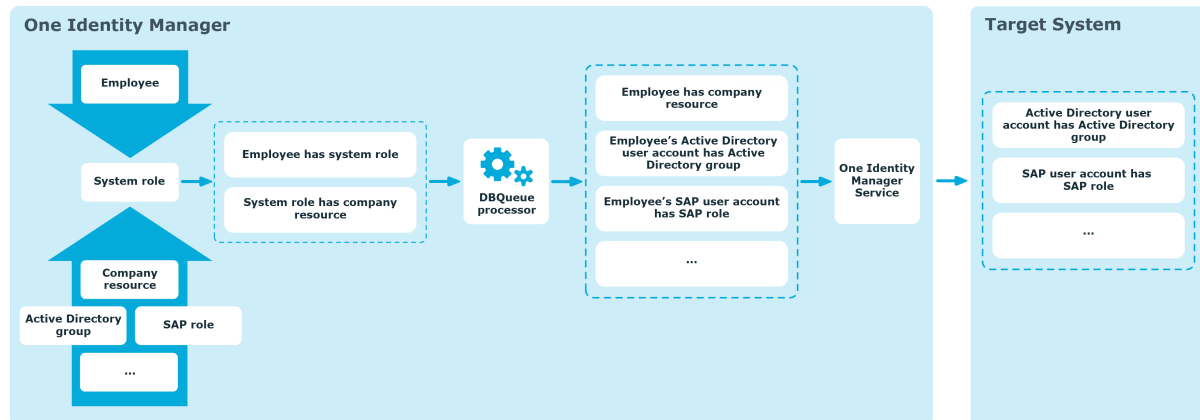 One Identity Manager
Employee
System role
Company
resource
Active Directory
group
SAP role
...
Employee has system role
System role has company
resource
DBQueue
processor
Employee has company
resource
Employee’s Active Directory
user account has Active
Directory group
Employee’s SAP user account
has SAP role
...
One Identity
Manager
Service
Target System
Active Directory user
account has Active Directory
group
SAP user account has
SAP role
...